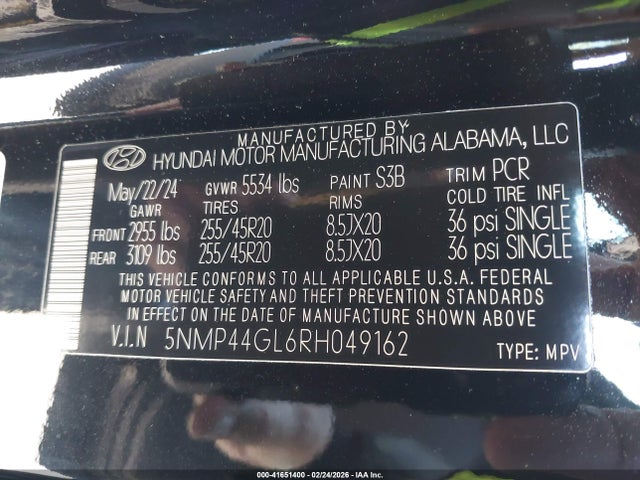 MANUFACTURED BY
HYUNDAI MOTOR MANUFACTURING ALABAMA, LLC
May/22/24 GVWR 5534 lbs PAINT S3B TRIM PCR
GAWR TIRES RIMS COLD TIRE INFL
FRONT 2955 lbs 255/45R20 8.5JX20 36 psi SINGLE
REAR 3109 lbs 255/45R20 8.5JX20 36 psi SINGLE
THIS VEHICLE CONFORMS TO ALL APPLICABLE U.S.A. FEDERAL
MOTOR VEHICLE SAFETY AND THEFT PREVENTION STANDARDS
IN EFFECT ON THE DATE OF MANUFACTURE SHOWN ABOVE
V.I.N 5NMP44GL6RH049162 TYPE: MPV
000-41651400 - 02/24/2026 - IAA Inc.